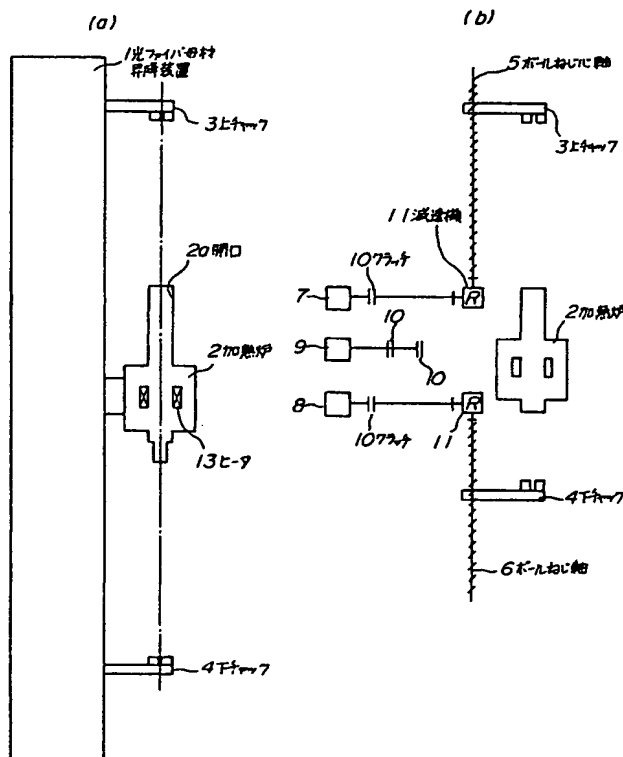 (a)
1光ファイバ母材
昇降装置
3上チャック
2a開口
2加熱炉
13ヒータ
4下チャック
(b)
5ボールねじ軸
3上チャック
11減速機
10クラッチ
7
10
2加熱炉
9
10
8
R
R
10クラッチ
11
4下チャック
6ボールねじ軸